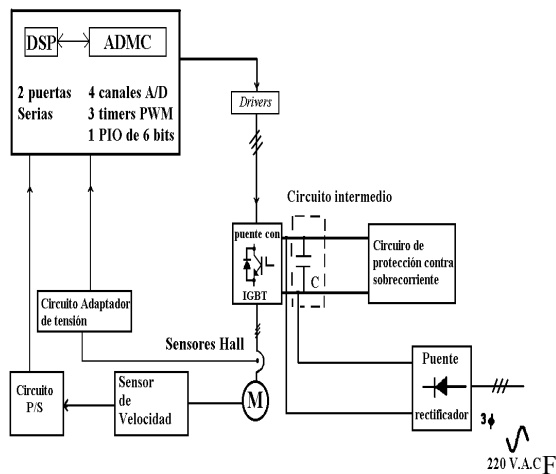 DSP
ADMC
2 puertas
Serias
4 canales A/D
3 timers PWM
1 PIO de 6 bits
Drivers
Circuito intermedio
puente con
IGBT
C
Circuiro de
protección contra
sobrecorriente
Circuito Adaptador
de tensión
Sensores Hall
Circuito
P/S
Sensor
de
Velocidad
M
Puente
rectificador
3ϕ
220 V.A.CF